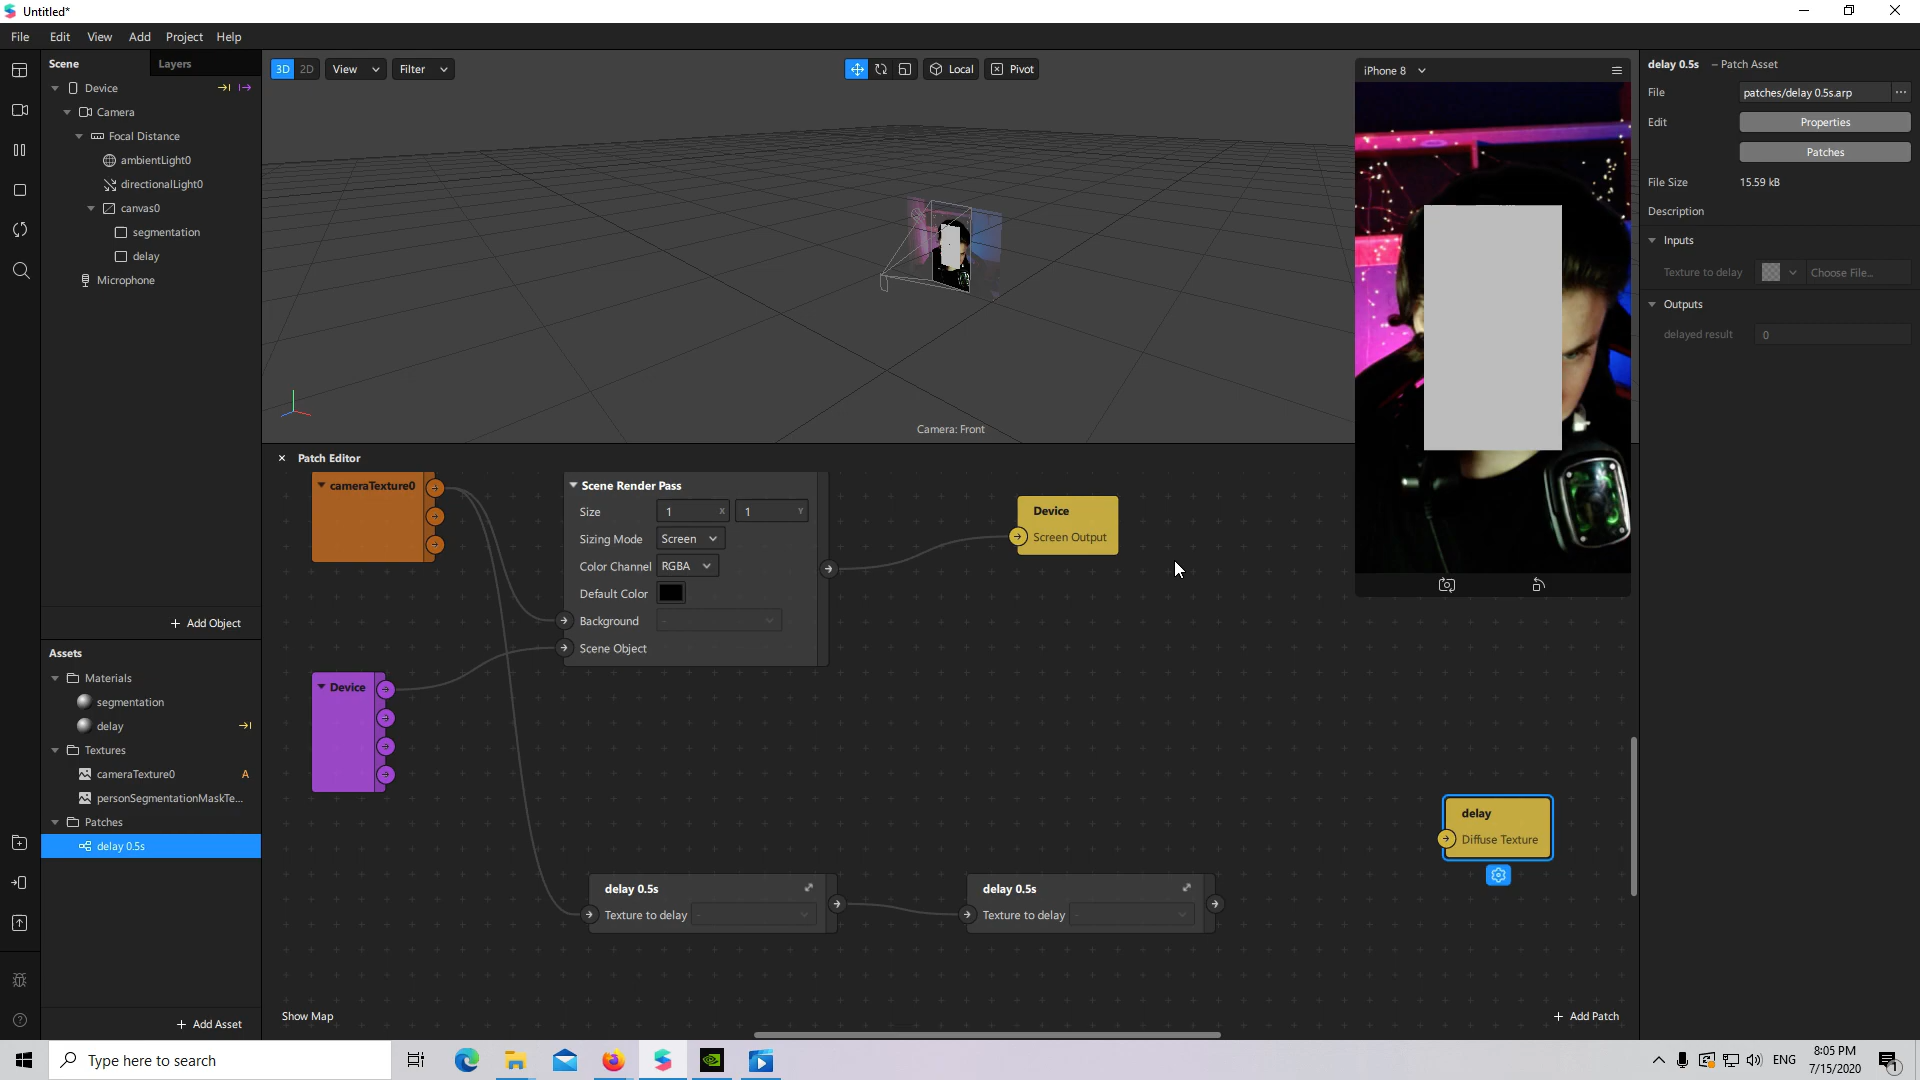 Untitled*
File Edit View Add Project Help
Scene Layers
Device
Camera
Focal Distance
ambientLight0
directionalLight0
canvas0
segmentation
delay
Microphone
+ Add Object
Assets
Materials
segmentation
delay
Textures
cameraTexture0 A
personSegmentationMaskTe...
Patches
delay 0.5s
+ Add Asset
3D 2D View Filter
Local Pivot
Camera: Front
iPhone 8
× Patch Editor
cameraTexture0
Scene Render Pass
Size 1 X 1 Y
Sizing Mode Screen
Color Channel RGBA
Default Color
Background -
Scene Object
Device
Screen Output
Device
delay
Diffuse Texture
delay 0.5s
Texture to delay -
delay 0.5s
Texture to delay -
Show Map
+ Add Patch
delay 0.5s – Patch Asset
File patches/delay 0.5s.arp ...
Edit Properties
Patches
File Size 15.59 kB
Description
Inputs
Texture to delay Choose File...
Outputs
delayed result 0
Type here to search
ENG
8:05 PM
7/15/2020
1